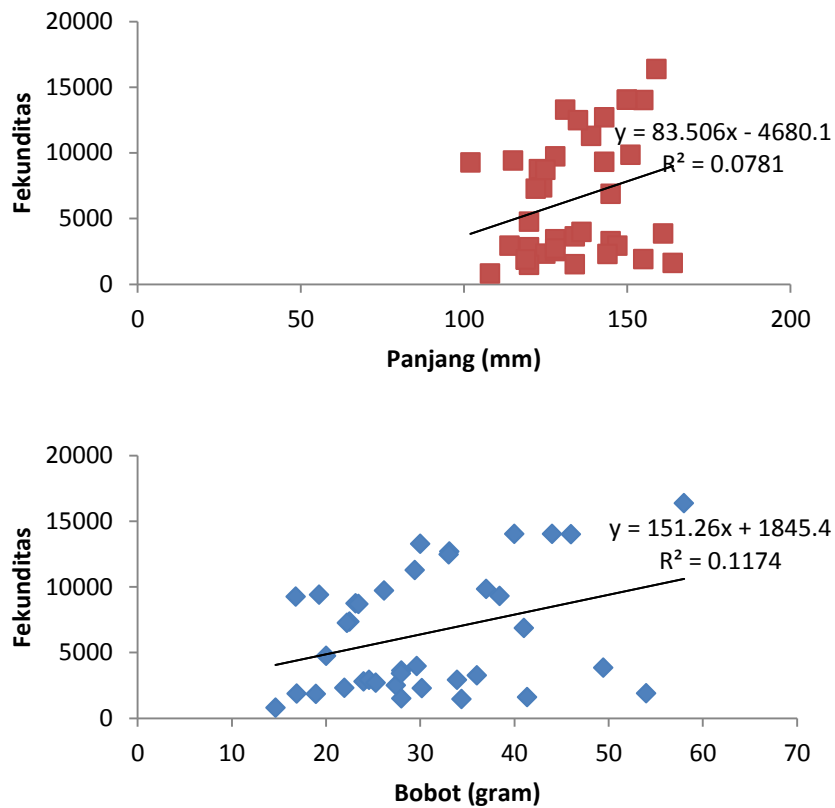 20000
15000
10000
5000
0
Fekunditas
y = 83.506x - 4680.1
R² = 0.0781
0 50 100 150 200
Panjang (mm)
20000
15000
10000
5000
0
Fekunditas
y = 151.26x + 1845.4
R² = 0.1174
0 10 20 30 40 50 60 70
Bobot (gram)